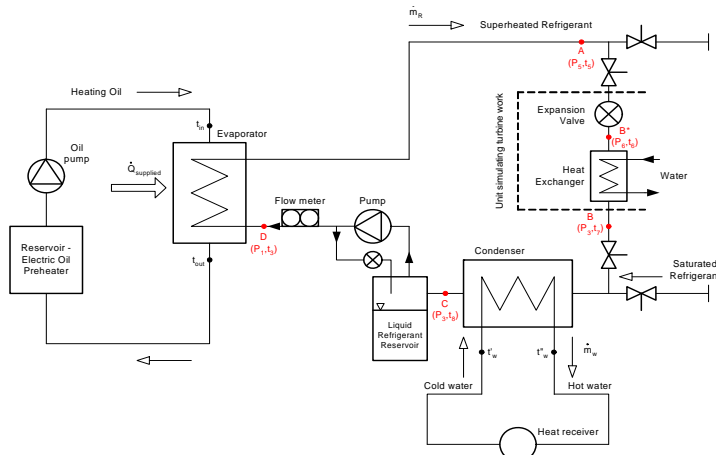 ṁR
Superheated Refrigerant
A
(P5,t5)
Heating Oil
tin
Evaporator
Oil
pump
Q̇supplied
Unit simulating turbine work
Expansion
Valve
B*
(P6,t6)
Heat
Exchanger
Water
Flow meter
Pump
B
(P3,t7)
D
(P1,t3)
Reservoir -
Electric Oil
Preheater
tout
Condenser
Saturated
Refrigerant
C
(P3,t8)
Liquid
Refrigerant
Reservoir
t'w
t"w
ṁw
Cold water
Hot water
Heat receiver